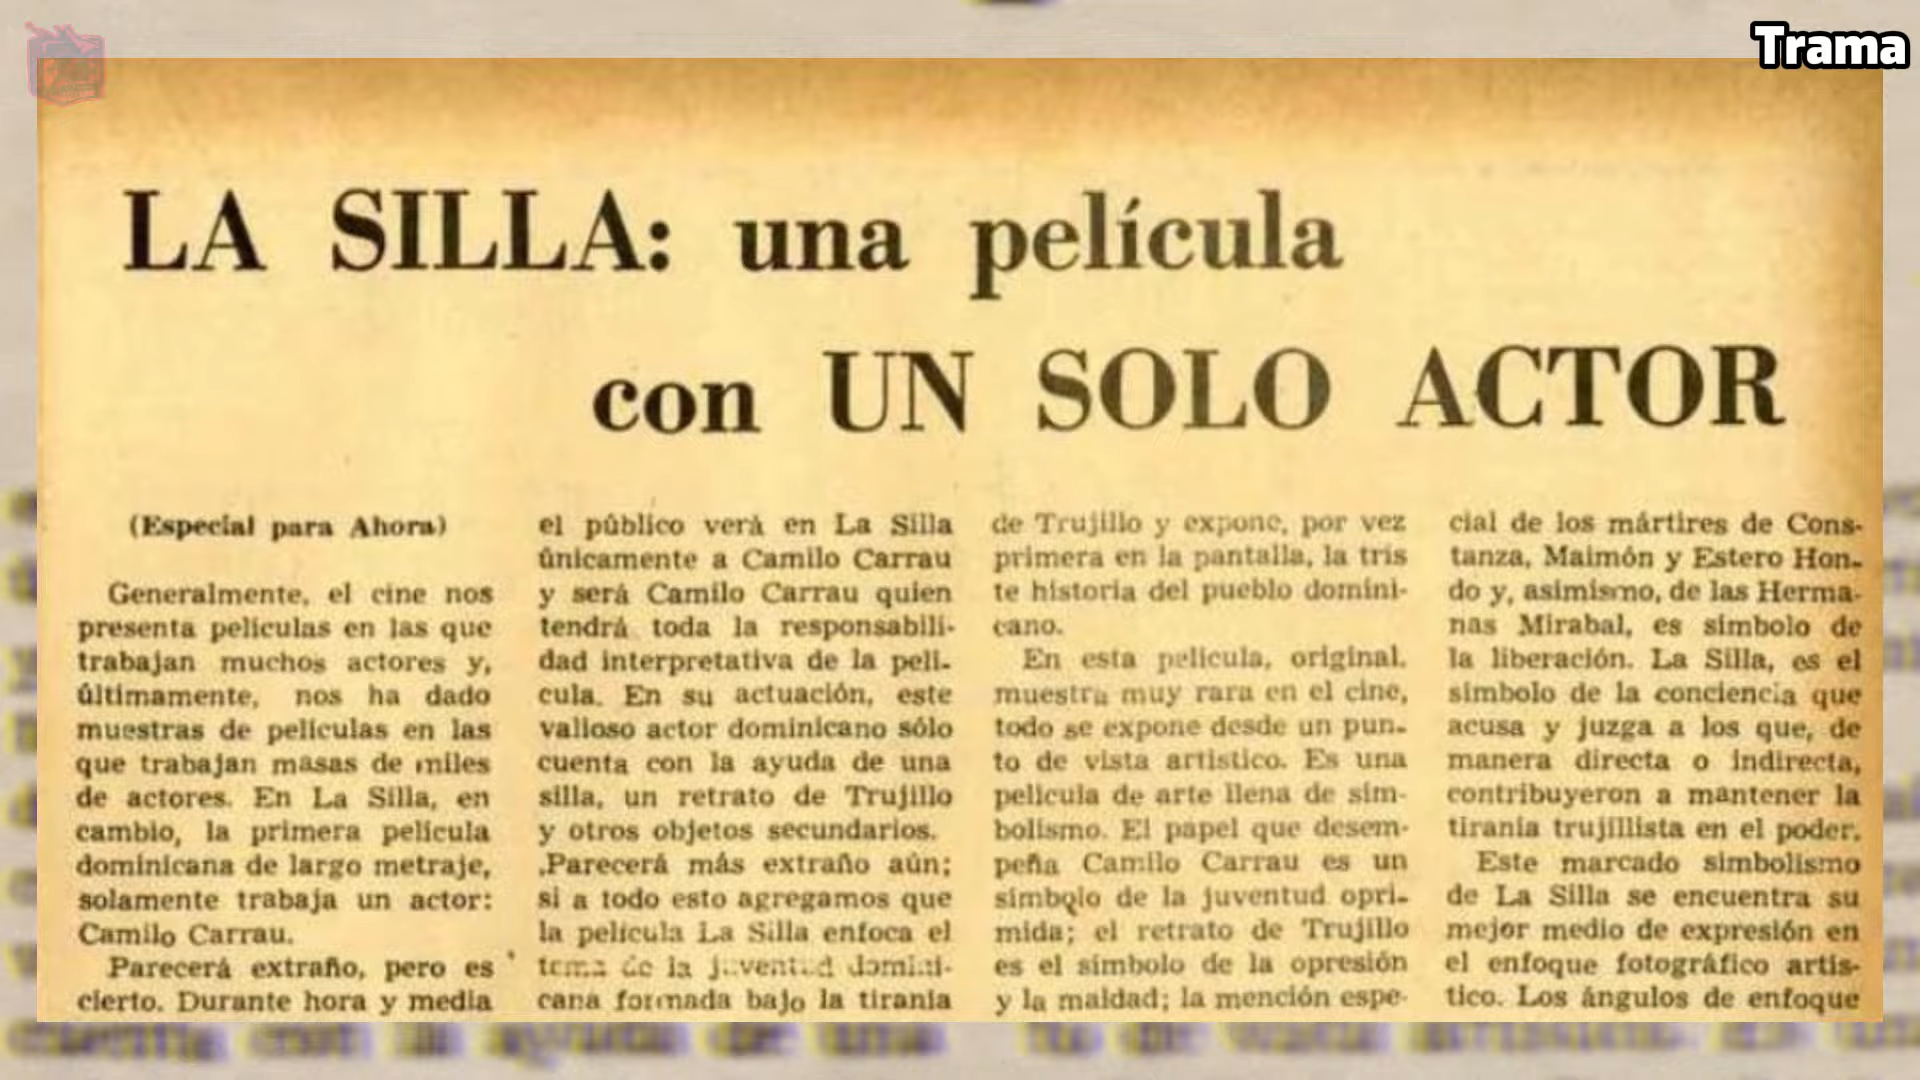 Trama
LA SILLA: una película
con UN SOLO ACTOR
(Especial para Ahora)
Generalmente, el cine nos
presenta peliculas en las que
trabajan muchos actores y,
últimamente, nos ha dado
muestras de peliculas en las
que trabajan masas de miles
de actores. En La Silla, en
cambio, la primera pelicula
dominicana de largo metraje,
solamente trabaja un actor:
Camilo Carrau.
Parecerá extraño, pero es
cierto. Durante hora y media
el público verá en La Silla
únicamente a Camilo Carrau
y será Camilo Carrau quien
tendrá toda la responsabili-
dad interpretativa de la peli-
cula. En su actuación, este
valioso actor dominicano sólo
cuenta con la ayuda de una
silla, un retrato de Trujillo
y otros objetos secundarios.
.Parecerá más extraño aún;
si a todo esto agregamos que
la pelicula La Silla enfoca el
tema de la juventud domini-
cana formada bajo la tirania
de Trujillo y expone, por vez
primera en la pantalla, la tris
te historia del pueblo domini-
cano.
En esta pelicula, original,
muestra muy rara en el cine,
todo se expone desde un pun-
to de vista artistico. Es una
pelicula de arte llena de sim-
bolismo. El papel que desem-
peña Camilo Carrau es un
simbolo de la juventud opri-
mida; el retrato de Trujillo
es el simbolo de la opresión
y la maldad; la mención espe-
cial de los mártires de Cons-
tanza, Maimón y Estero Hon-
do y, asimismo, de las Herma-
nas Mirabal, es simbolo de
la liberación. La Silla, es el
simbolo de la conciencia que
acusa y juzga a los que, de
manera directa o indirecta,
contribuyeron a mantener la
tirania trujillista en el poder.
Este marcado simbolismo
de La Silla se encuentra su
mejor medio de expresión en
el enfoque fotográfico artis-
tico. Los ángulos de enfoque